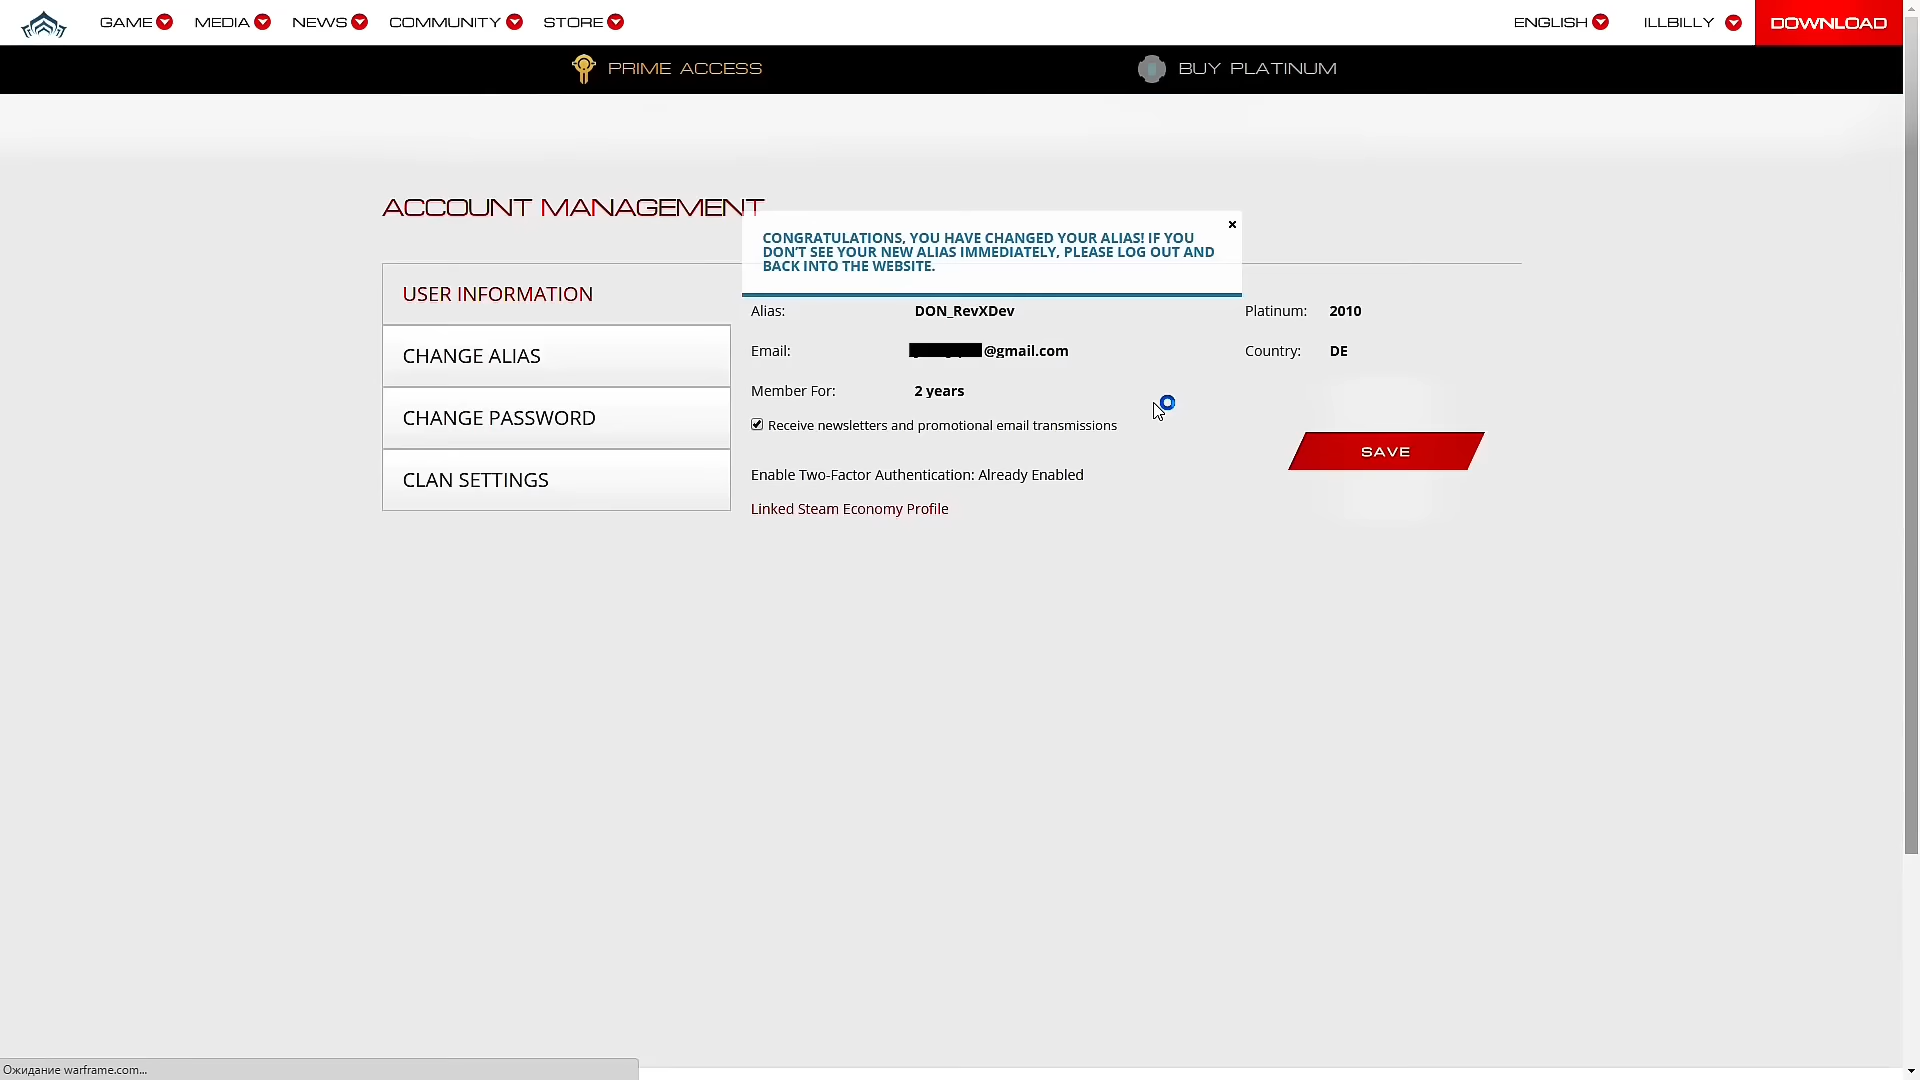 GAME MEDIA NEWS COMMUNITY STORE ENGLISH ILLBILLY DOWNLOAD
PRIME ACCESS BUY PLATINUM
ACCOUNT MANAGEMENT
×
CONGRATULATIONS, YOU HAVE CHANGED YOUR ALIAS! IF YOU
DON'T SEE YOUR NEW ALIAS IMMEDIATELY, PLEASE LOG OUT AND
BACK INTO THE WEBSITE.
USER INFORMATION
CHANGE ALIAS
CHANGE PASSWORD
CLAN SETTINGS
Alias: DON_RevXDev Platinum: 2010
Email: @gmail.com Country: DE
Member For: 2 years
Receive newsletters and promotional email transmissions
SAVE
Enable Two-Factor Authentication: Already Enabled
Linked Steam Economy Profile
Ожидание warframe.com...